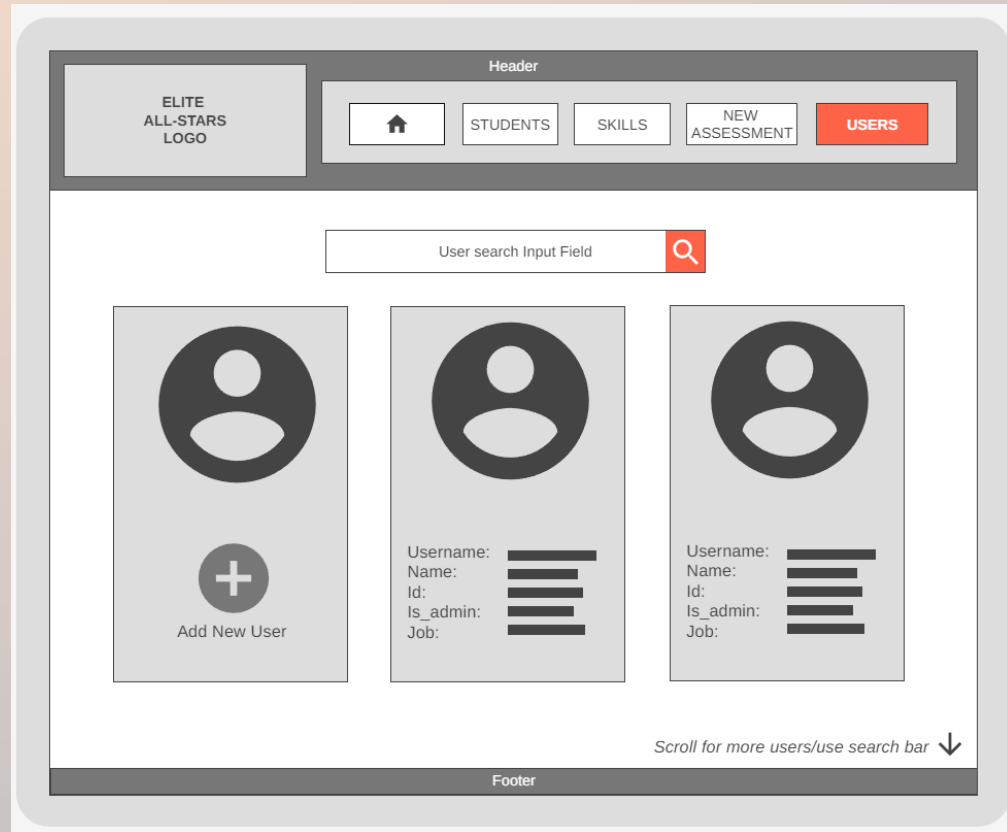 Header
ELITE
ALL-STARS
LOGO
STUDENTS
SKILLS
NEW
ASSESSMENT
USERS
User search Input Field
Add New User
Username:
Name:
Id:
Is_admin:
Job:
Username:
Name:
Id:
Is_admin:
Job:
Scroll for more users/use search bar
Footer